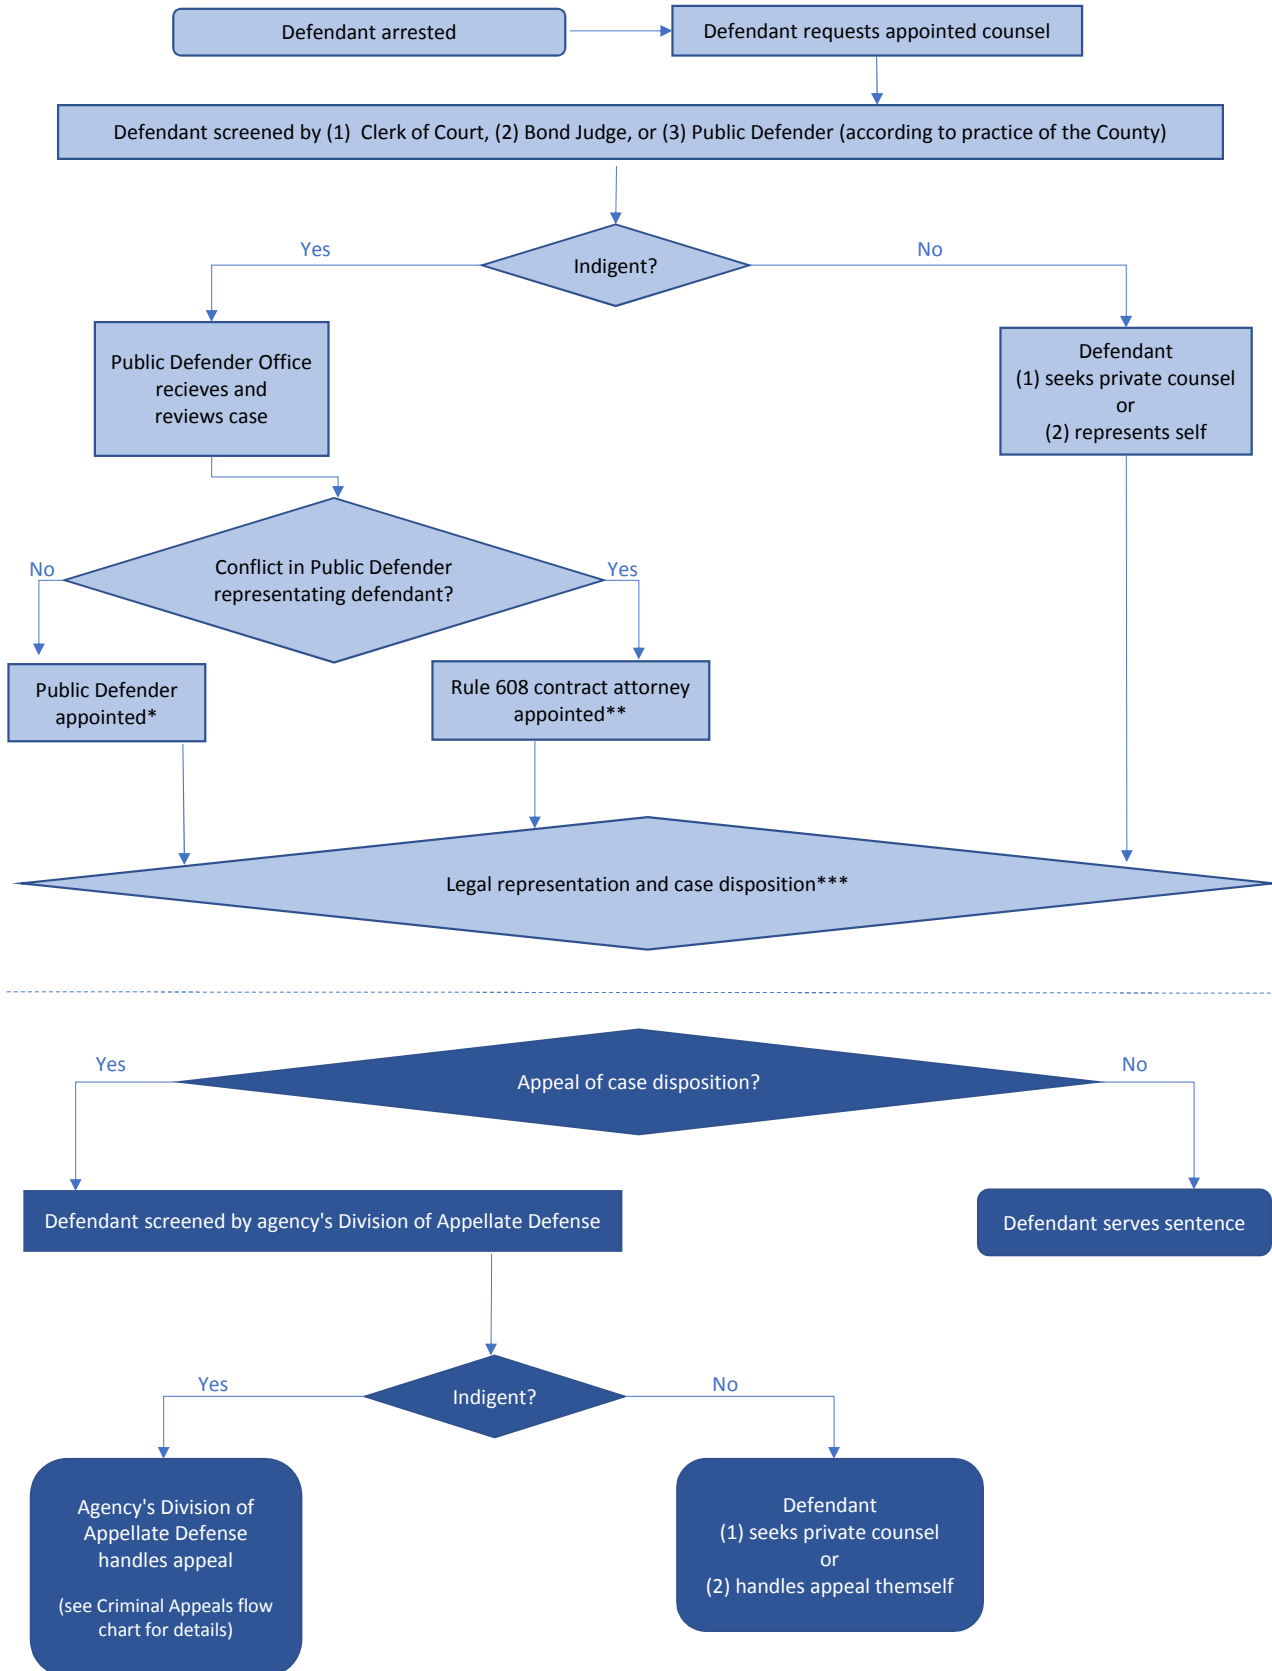 Defendant arrested
Defendant requests appointed counsel
Defendant screened by (1) Clerk of Court, (2) Bond Judge, or (3) Public Defender (according to practice of the County)
Yes
No
Indigent?
Public Defender Office
recieves and
reviews case
Defendant
(1) seeks private counsel
or
(2) represents self
No
Conflict in Public Defender
representating defendant?
Yes
Public Defender
appointed*
Rule 608 contract attorney
appointed**
Legal representation and case disposition***
Yes
Appeal of case disposition?
No
Defendant screened by agency's Division of Appellate Defense
Defendant serves sentence
Yes
Indigent?
No
Agency's Division of
Appellate Defense
handles appeal
(see Criminal Appeals flow
chart for details)
Defendant
(1) seeks private counsel
or
(2) handles appeal themself